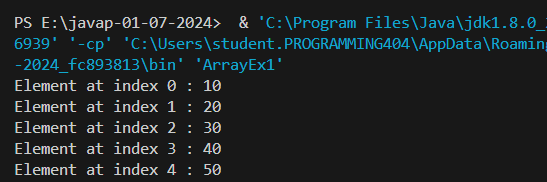 PS E:\javap-01-07-2024>  & 'C:\Program Files\Java\jdk1.8.0_
6939' '-cp' 'C:\Users\student.PROGRAMMING404\AppData\Roaming
-2024_fc893813\bin' 'ArrayEx1'
Element at index 0 : 10
Element at index 1 : 20
Element at index 2 : 30
Element at index 3 : 40
Element at index 4 : 50